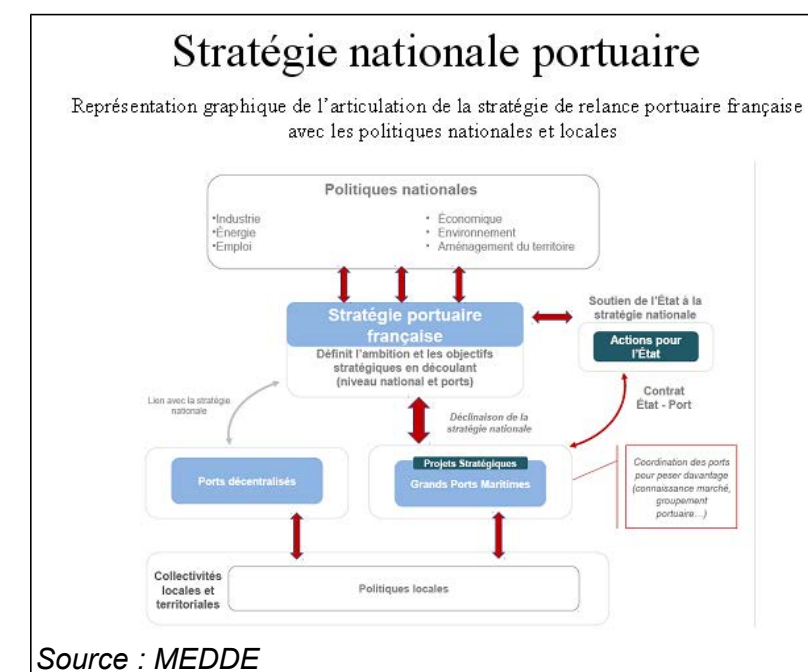 Stratégie nationale portuaire
Représentation graphique de l'articulation de la stratégie de relance portuaire française
avec les politiques nationales et locales
Politiques nationales
•Industrie
•Énergie
•Emploi
• Économique
• Environnement
• Aménagement du territoire
Stratégie portuaire
française
Définit l'ambition et les objectifs
stratégiques en découlant
(niveau national et ports)
Soutien de l'État à la
stratégie nationale
Actions pour
l'État
Contrat
État - Port
Lien avec la stratégie
nationale
Déclinaison de la
stratégie nationale
Ports décentralisés
Projets Stratégiques
Grands Ports Maritimes
Coordination des ports
pour peser davantage
(connaissance marché,
groupement
portuaire…)
Collectivités
locales et
territoriales
Politiques locales
Source : MEDDE